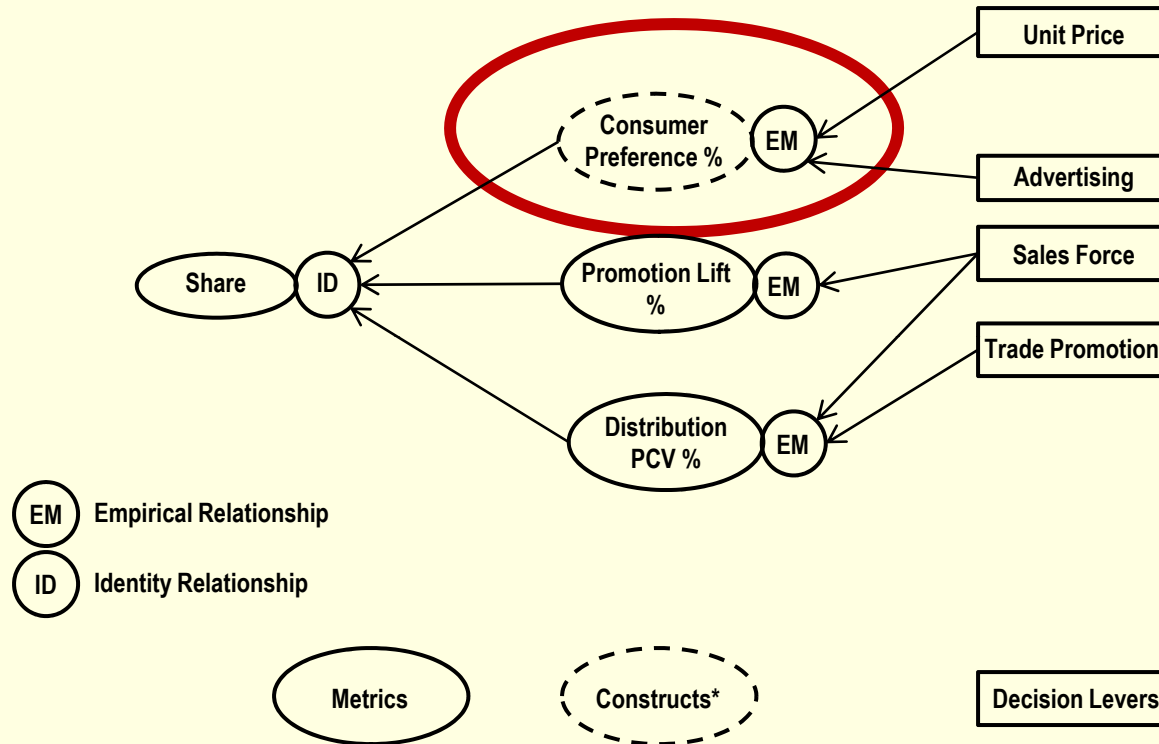 Unit Price
Consumer
Preference %
EM
Advertising
Sales Force
Share
ID
Promotion Lift
%
EM
Trade Promotion
Distribution
PCV %
EM
EM
Empirical Relationship
ID
Identity Relationship
Metrics
Constructs*
Decision Levers